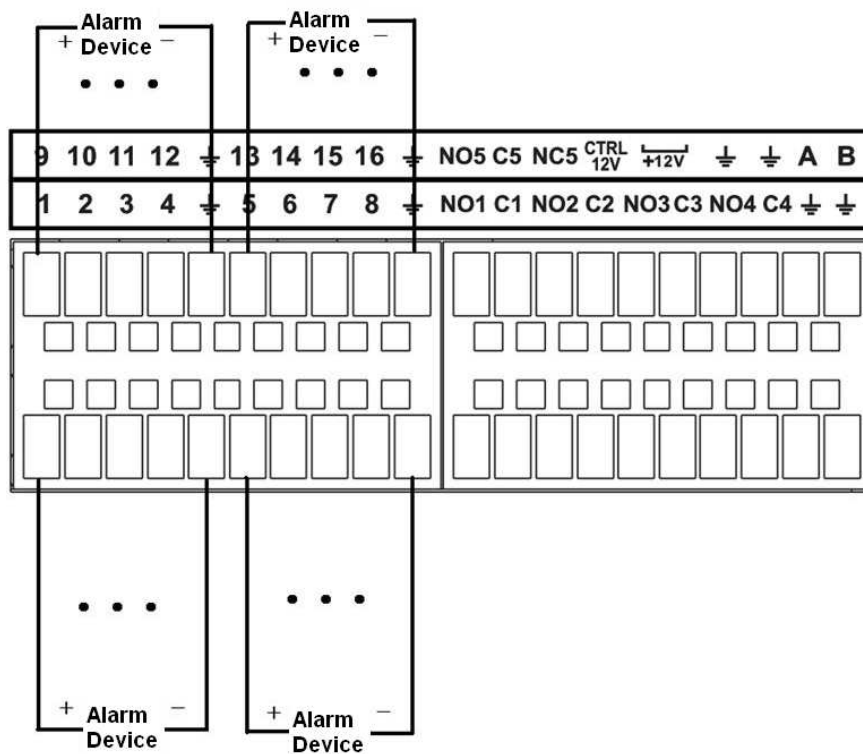 Alarm
Device
+ −
Alarm
Device
+ −
9 10 11 12 ⏚ 13 14 15 16 ⏚ NO5 C5 NC5 CTRL 12V +12V ⏚ ⏚ A B
1 2 3 4 ⏚ 5 6 7 8 ⏚ NO1 C1 NO2 C2 NO3 C3 NO4 C4 ⏚ ⏚
+ −
Alarm
Device
+ −
Alarm
Device